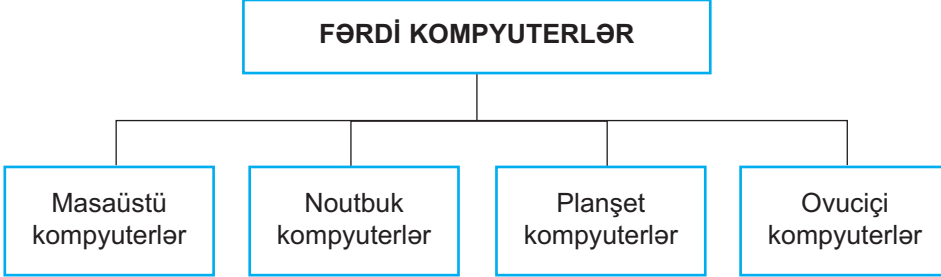 FƏRDİ KOMPYUTERLƏR
Masaüstü
kompyuterlər
Noutbuk
kompyuterlər
Planşet
kompyuterlər
Ovuciçi
kompyuterlər